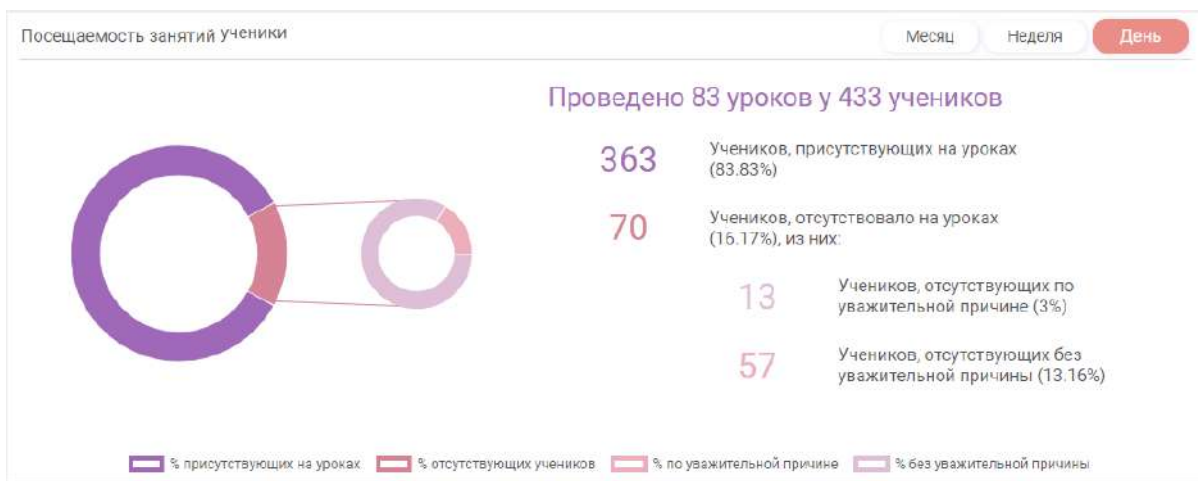 Посещаемость занятий ученики
Месяц
Неделя
День
Проведено 83 уроков у 433 учеников
363
Учеников, присутствующих на уроках
(83.83%)
70
Учеников, отсутствовало на уроках
(16.17%), из них:
13
Учеников, отсутствующих по
уважительной причине (3%)
57
Учеников, отсутствующих без
уважительной причины (13.16%)
% присутствующих на уроках
% отсутствующих учеников
% по уважительной причине
% без уважительной причины